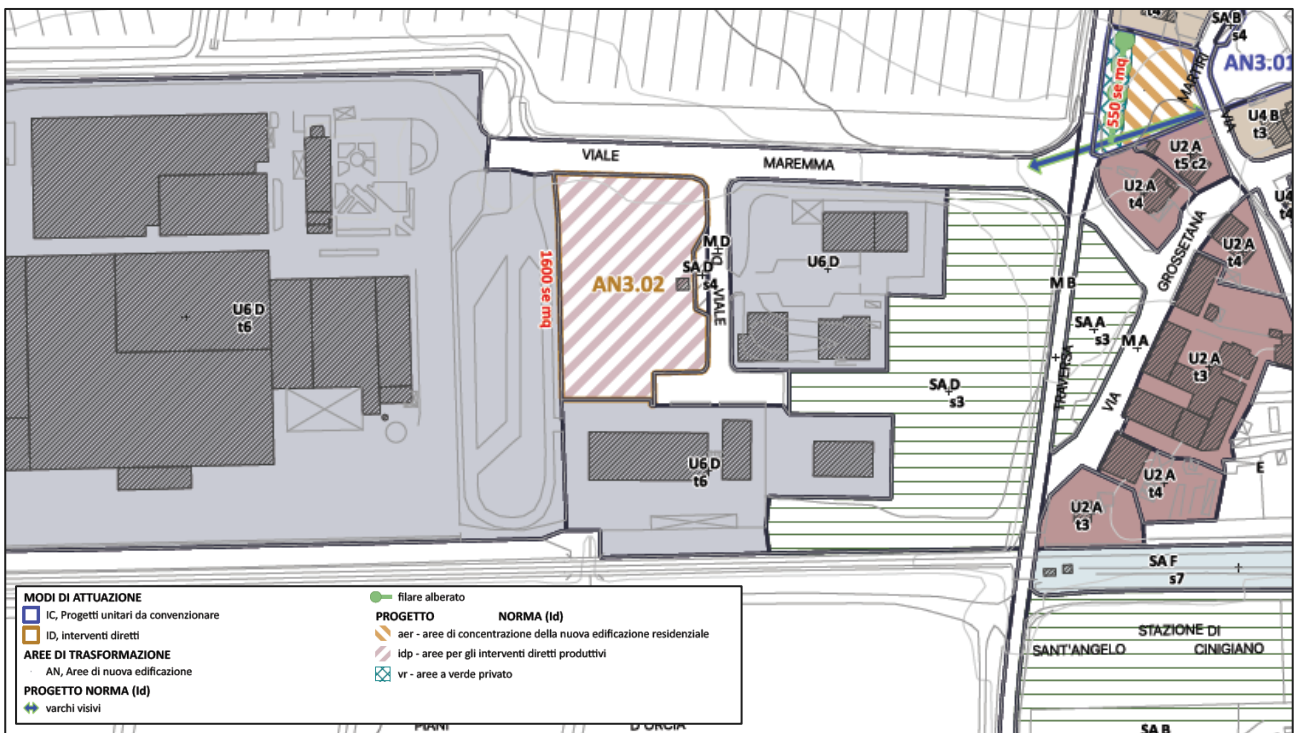 t4
SA B
s4
AN3.01
MARTIRI
VIA
550 se mq
U4 B
t3
U2 A
t5 c2
U2 A
t4
U4
t4
VIALE
MAREMMA
GROSSETANA
U2 A
t4
M D
VIALE
SA D
s4
U6 D
AN3.02
1600 se mq
M B
SA A
s3
M A
U6 D
t6
TRAVERSA
VIA
U2 A
t3
SA D
s3
U6 D
t6
U2 A
t4
E
U2 A
t3
SA F
s7
STAZIONE DI
SANT'ANGELO
CINIGIANO
SA B
PIANI
D'ORCIA
MODI DI ATTUAZIONE
IC, Progetti unitari da convenzionare
ID, interventi diretti
AREE DI TRASFORMAZIONE
AN, Aree di nuova edificazione
PROGETTO NORMA (Id)
varchi visivi
filare alberato
PROGETTO NORMA (Id)
aer - aree di concentrazione della nuova edificazione residenziale
idp - aree per gli interventi diretti produttivi
vr - aree a verde privato